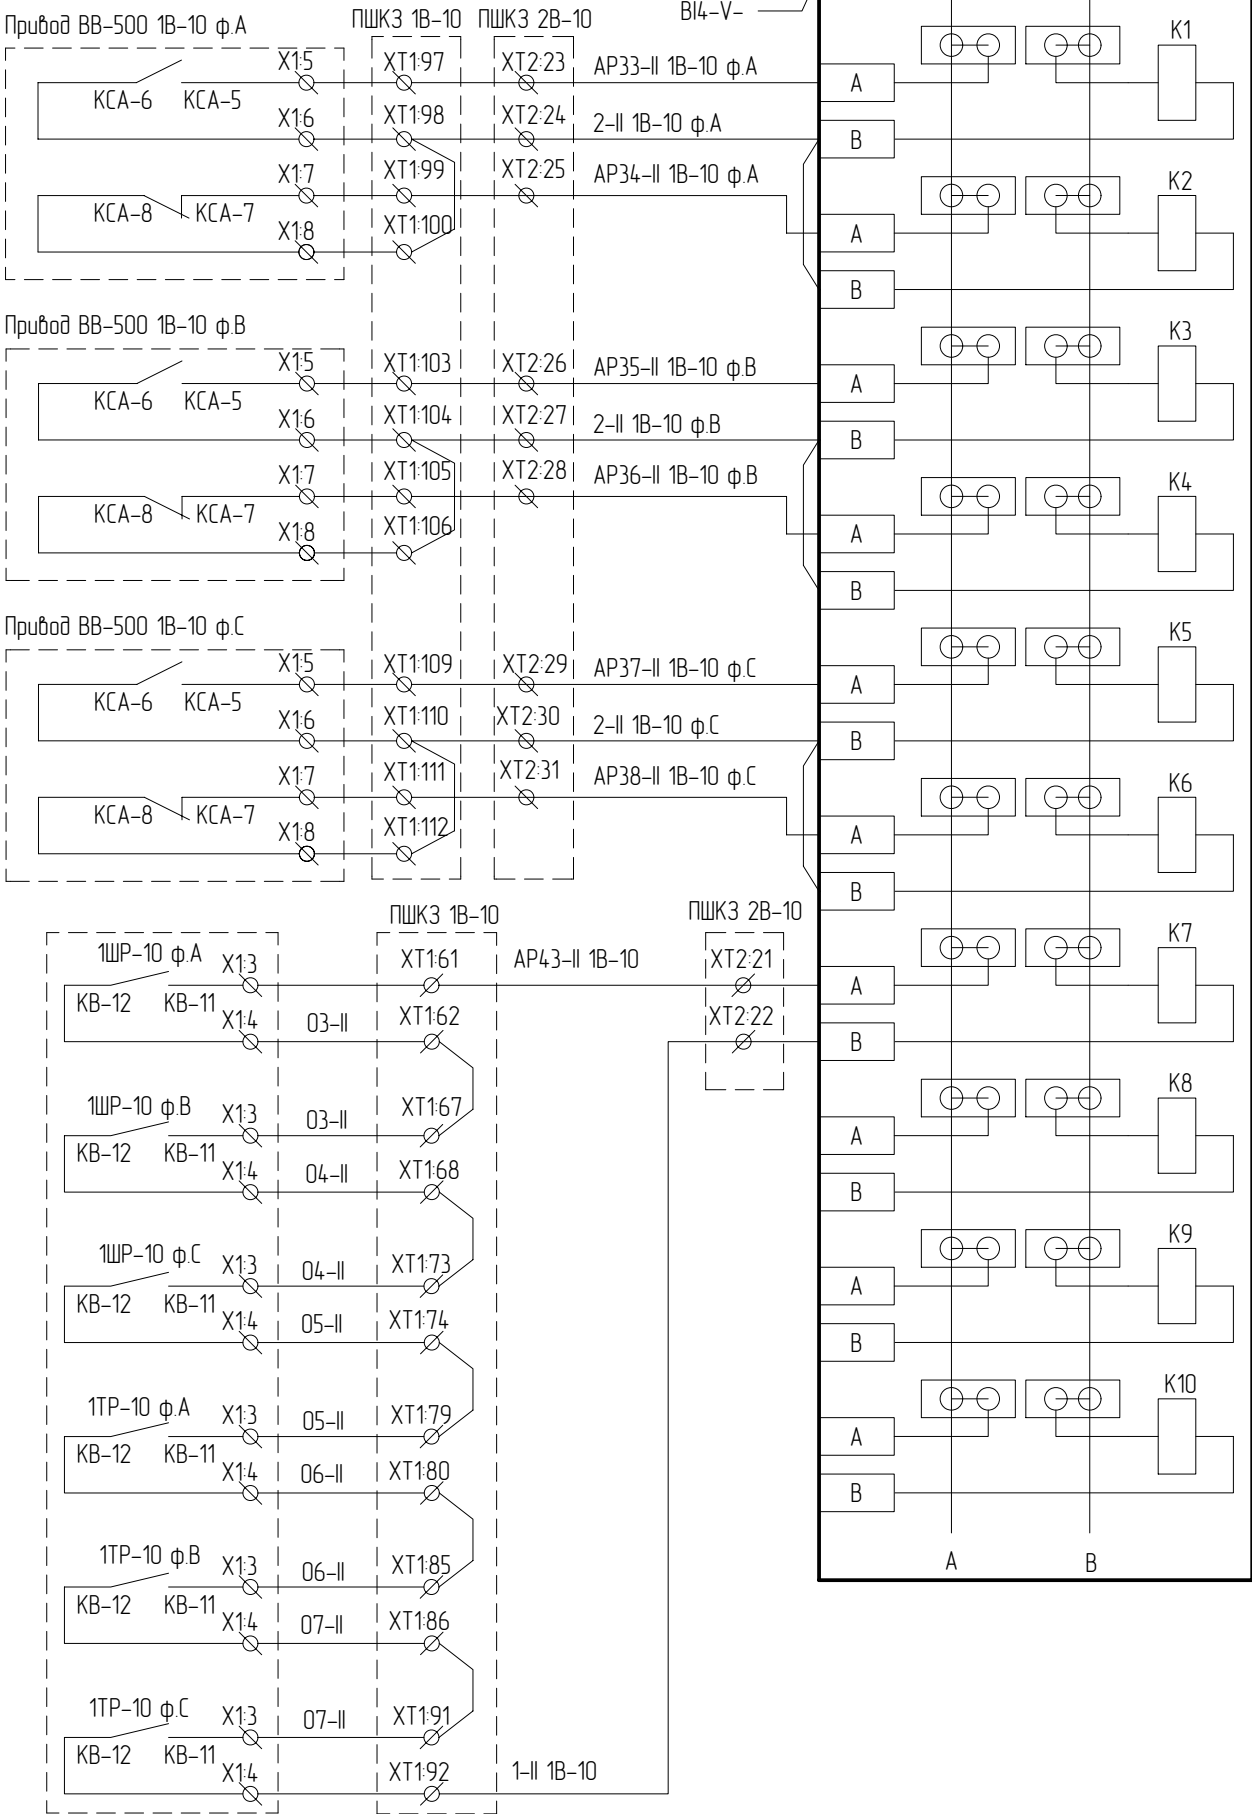 Привод ВВ-500 1В-10 ф.А
ПШКЗ 1В-10 ПШКЗ 2В-10
BI4-V-
К1
X1:5 XT1:97 XT2:23 АР33-II 1В-10 ф.А
КСА-6 КСА-5
А
X1:6 XT1:98 XT2:24 2-II 1В-10 ф.А
В
X1:7 XT1:99 XT2:25 АР34-II 1В-10 ф.А
К2
КСА-8 КСА-7
X1:8 XT1:100
А
В
Привод ВВ-500 1В-10 ф.В
К3
X1:5 XT1:103 XT2:26 АР35-II 1В-10 ф.В
КСА-6 КСА-5
А
X1:6 XT1:104 XT2:27 2-II 1В-10 ф.В
В
X1:7 XT1:105 XT2:28 АР36-II 1В-10 ф.В
К4
КСА-8 КСА-7
X1:8 XT1:106
А
В
Привод ВВ-500 1В-10 ф.С
К5
X1:5 XT1:109 XT2:29 АР37-II 1В-10 ф.С
КСА-6 КСА-5
А
X1:6 XT1:110 XT2:30 2-II 1В-10 ф.С
В
X1:7 XT1:111 XT2:31 АР38-II 1В-10 ф.С
К6
КСА-8 КСА-7
X1:8 XT1:112
А
В
ПШКЗ 1В-10 ПШКЗ 2В-10
К7
1ШР-10 ф.А X1:3 XT1:61 АР43-II 1В-10 XT2:21
КВ-12 КВ-11
А
X1:4 03-II XT1:62 XT2:22
В
К8
1ШР-10 ф.В X1:3 03-II XT1:67
КВ-12 КВ-11
А
X1:4 04-II XT1:68
В
К9
1ШР-10 ф.С X1:3 04-II XT1:73
КВ-12 КВ-11
А
X1:4 05-II XT1:74
В
К10
1ТР-10 ф.А X1:3 05-II XT1:79
КВ-12 КВ-11
А
X1:4 06-II XT1:80
В
1ТР-10 ф.В X1:3 06-II XT1:85
А В
КВ-12 КВ-11
X1:4 07-II XT1:86
1ТР-10 ф.С X1:3 07-II XT1:91
КВ-12 КВ-11
X1:4 XT1:92 1-II 1В-10